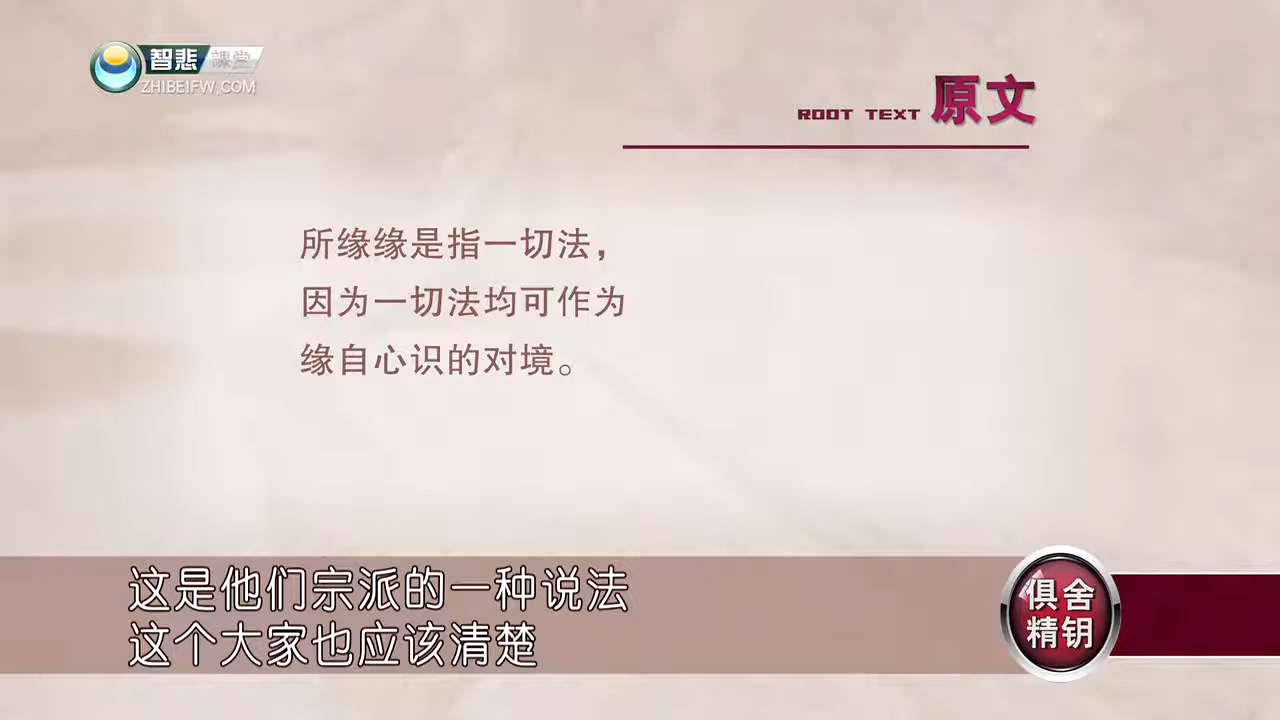 智悲课堂
ZHIBEIFW.COM
ROOT TEXT 原文
所缘缘是指一切法，
因为一切法均可作为
缘自心识的对境。
这是他们宗派的一种说法
这个大家也应该清楚
俱舍
精钥